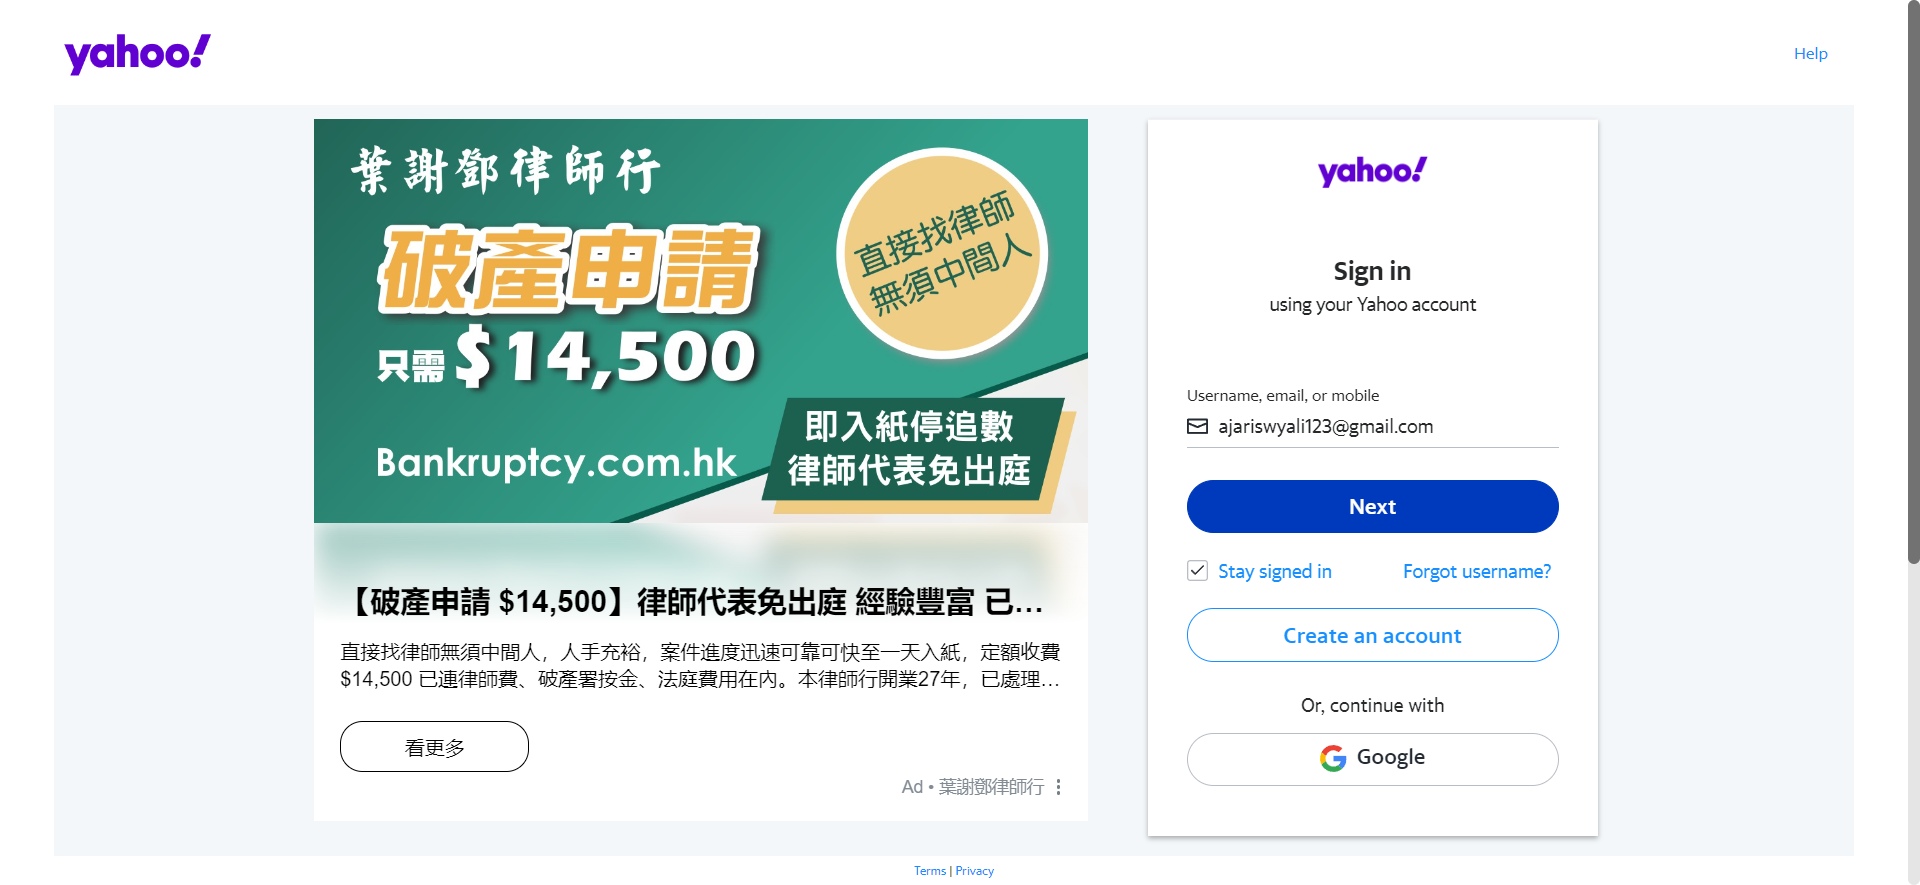 yahoo!
Help
葉謝鄧律師行
直接找律師
無須中間人
破產申請
只需 $14,500
即入紙停追數
律師代表免出庭
Bankruptcy.com.hk
【破產申請 $14,500】律師代表免出庭 經驗豐富 已…
直接找律師無須中間人，人手充裕，案件進度迅速可靠可快至一天入紙，定額收費
$14,500 已連律師費、破產署按金、法庭費用在內。本律師行開業27年，已處理…
看更多
Ad • 葉謝鄧律師行
yahoo!
Sign in
using your Yahoo account
Username, email, or mobile
ajariswyali123@gmail.com
Next
Stay signed in
Forgot username?
Create an account
Or, continue with
Google
Terms | Privacy